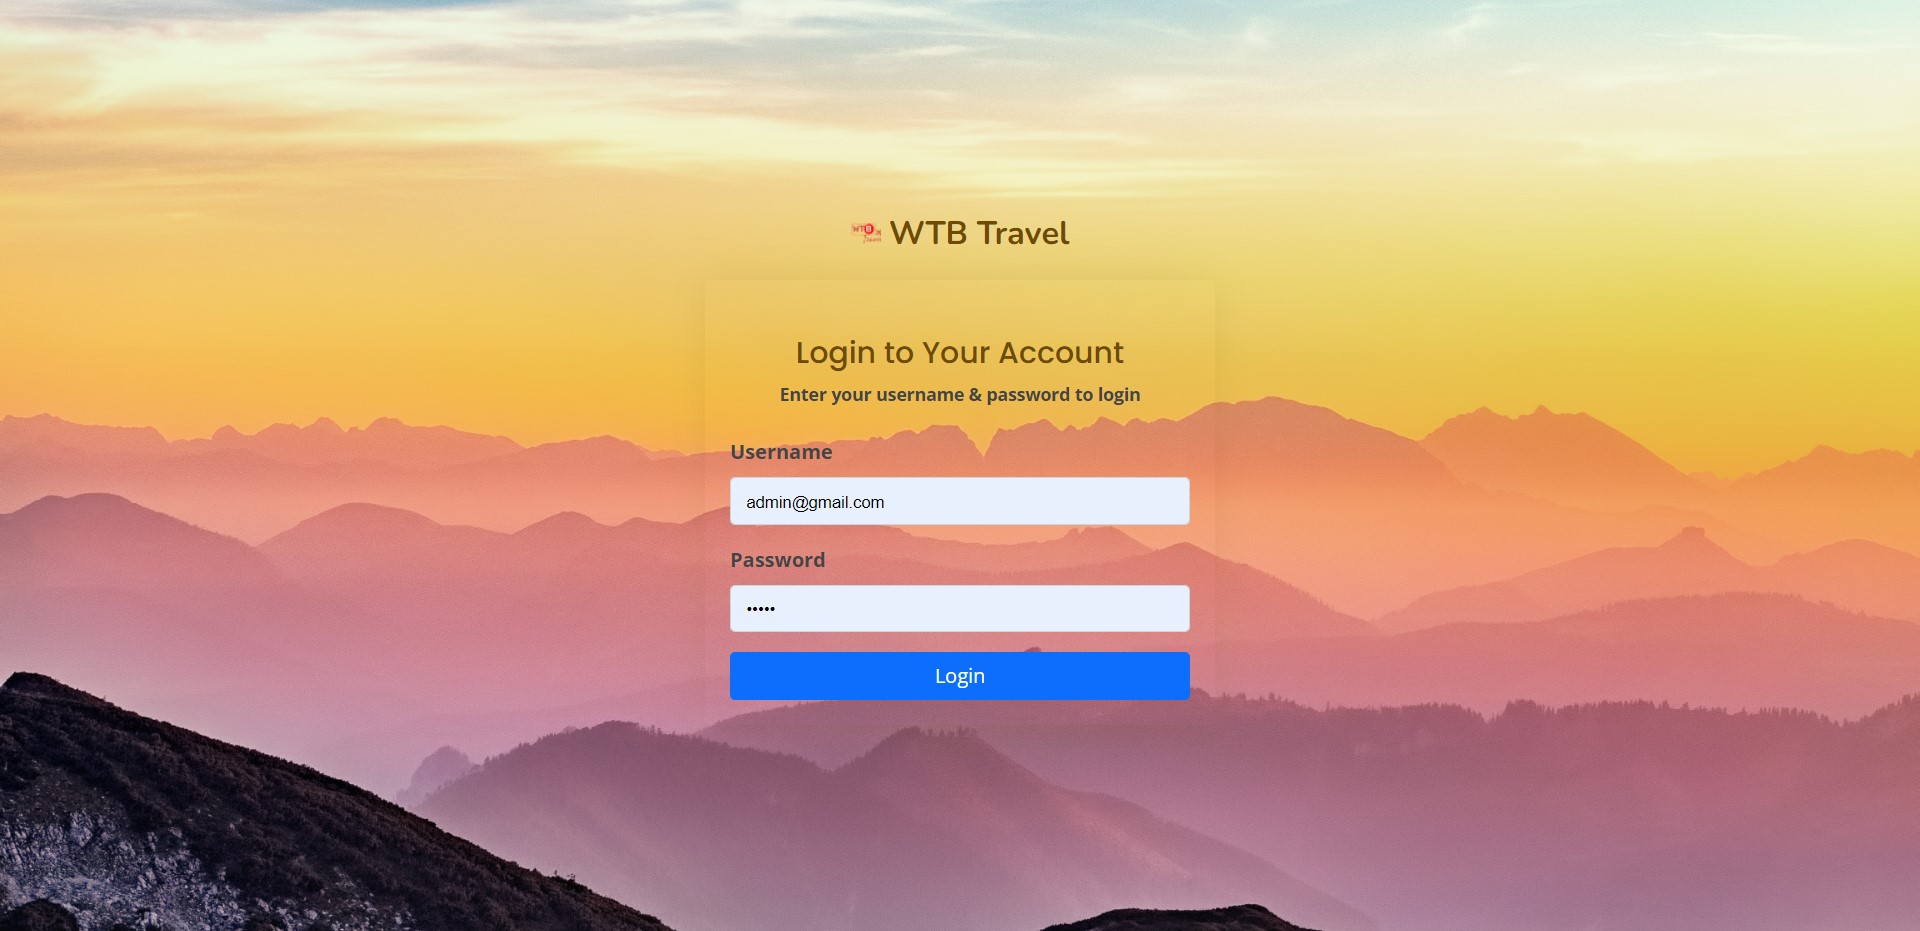 WTB Travel
Login to Your Account
Enter your username & password to login
Username
admin@gmail.com
Password
•••••
Login